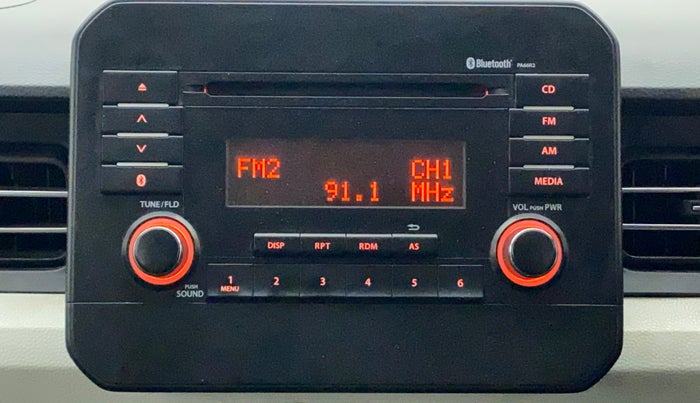 Bluetooth® PA66R2
CD
FM
AM
MEDIA
FM2 CH1
91.1 MHz
TUNE/FLD
VOL PUSH PWR
DISP RPT RDM AS
PUSH
SOUND
1 2 3 4 5 6
MENU